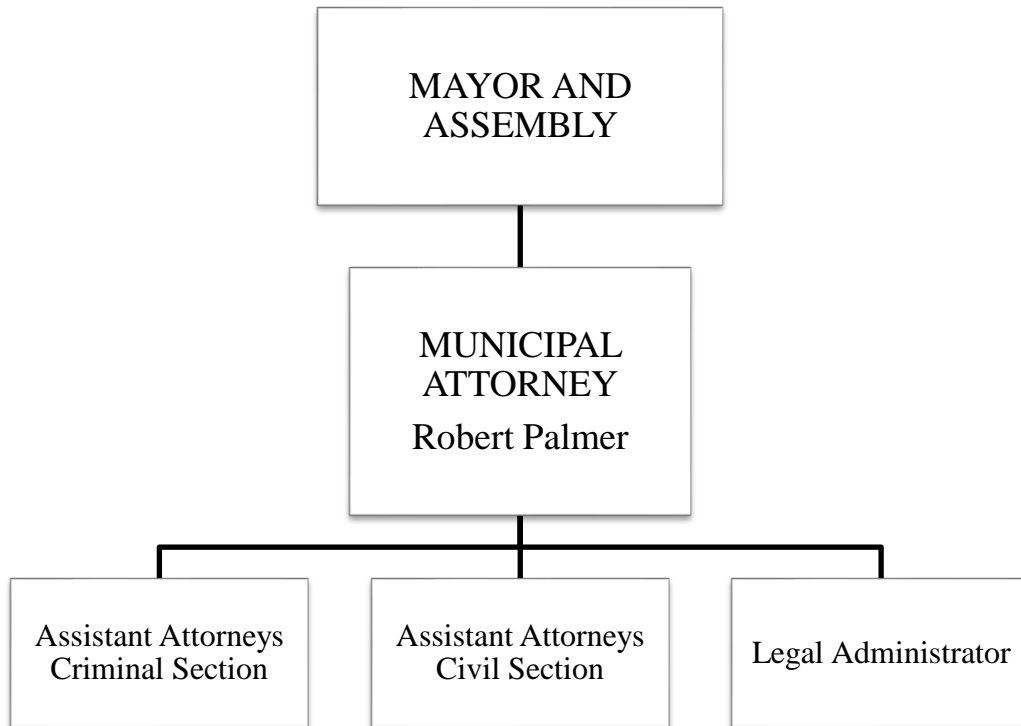 MAYOR AND
ASSEMBLY
MUNICIPAL
ATTORNEY
Robert Palmer
Assistant Attorneys
Criminal Section
Assistant Attorneys
Civil Section
Legal Administrator